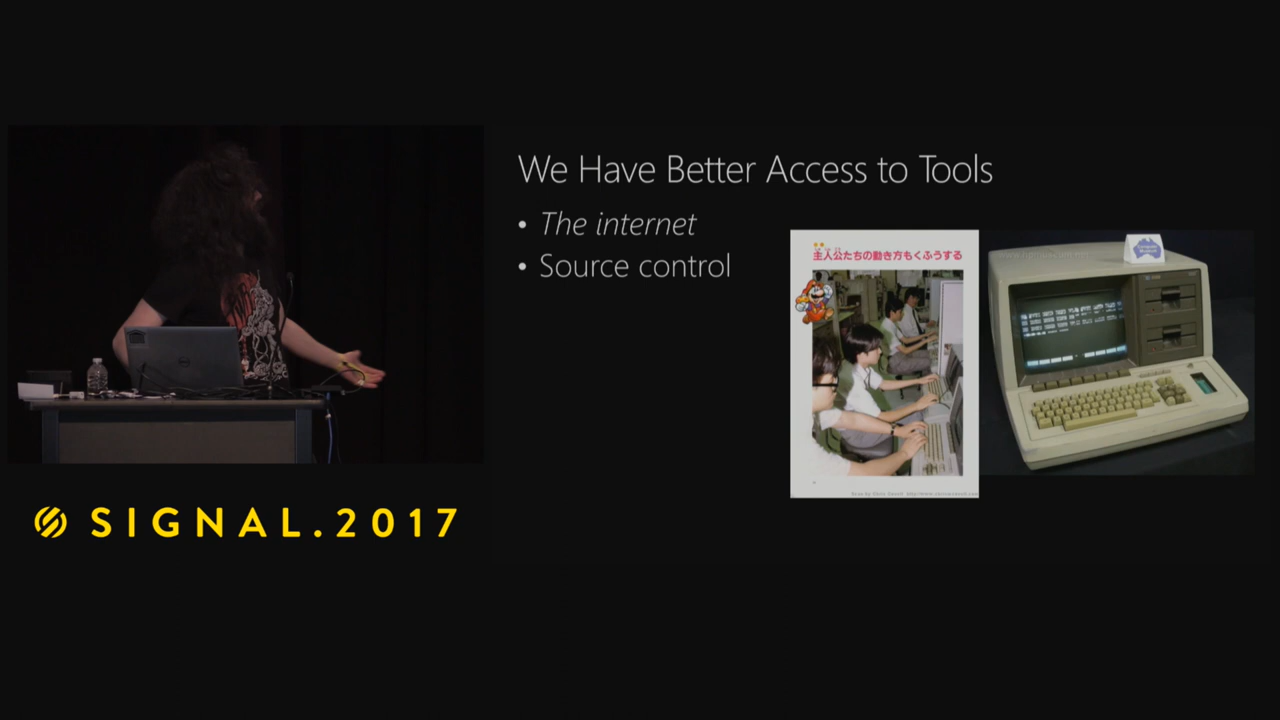 We Have Better Access to Tools
• The internet
• Source control
主人公たちの動き方もくふうする
SIGNAL.2017